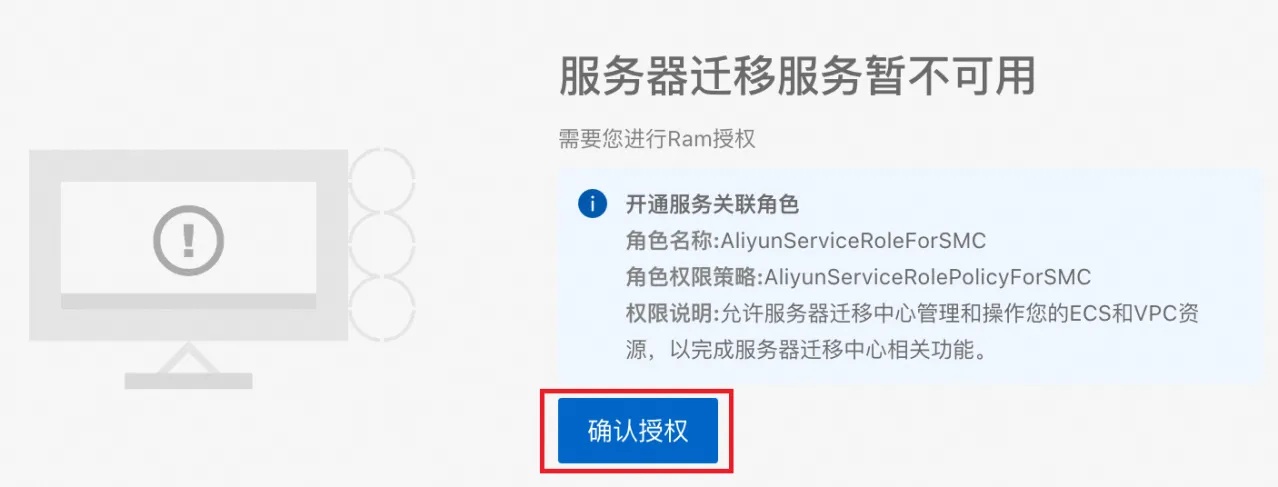 服务器迁移服务暂不可用
需要您进行Ram授权
开通服务关联角色
角色名称:AliyunServiceRoleForSMC
角色权限策略:AliyunServiceRolePolicyForSMC
权限说明:允许服务器迁移中心管理和操作您的ECS和VPC资
源，以完成服务器迁移中心相关功能。
确认授权